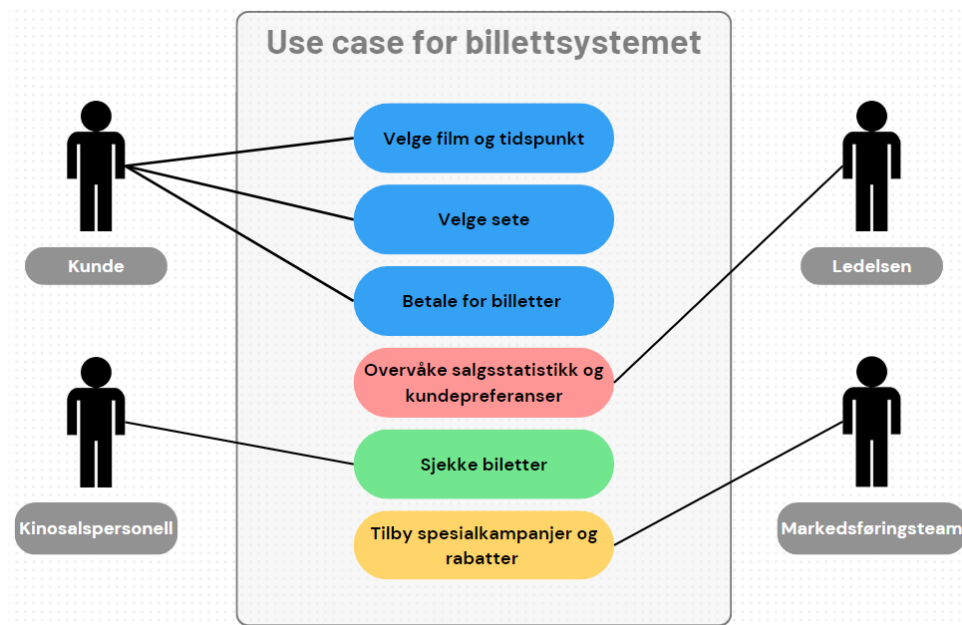 Use case for billettsystemet
Velge film og tidspunkt
Velge sete
Kunde
Ledelsen
Betale for billetter
Overvåke salgsstatistikk og
kundepreferanser
Sjekke biletter
Kinosalspersonell
Markedsføringsteam
Tilby spesialkampanjer og
rabatter